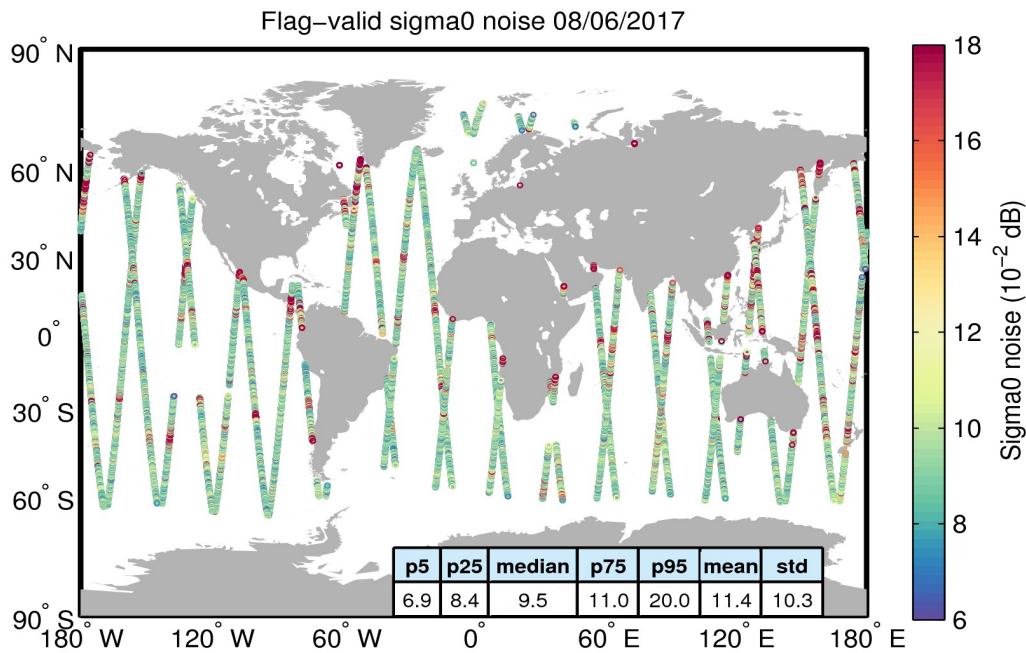 Flag−valid sigma0 noise 08/06/2017
90° N
60° N
30° N
0°
30° S
60° S
90° S
180° W 120° W 60° W 0° 60° E 120° E 180° E
p5 p25 median p75 p95 mean std
6.9 8.4 9.5 11.0 20.0 11.4 10.3
18
16
14
12
10
8
6
Sigma0 noise (10⁻² dB)